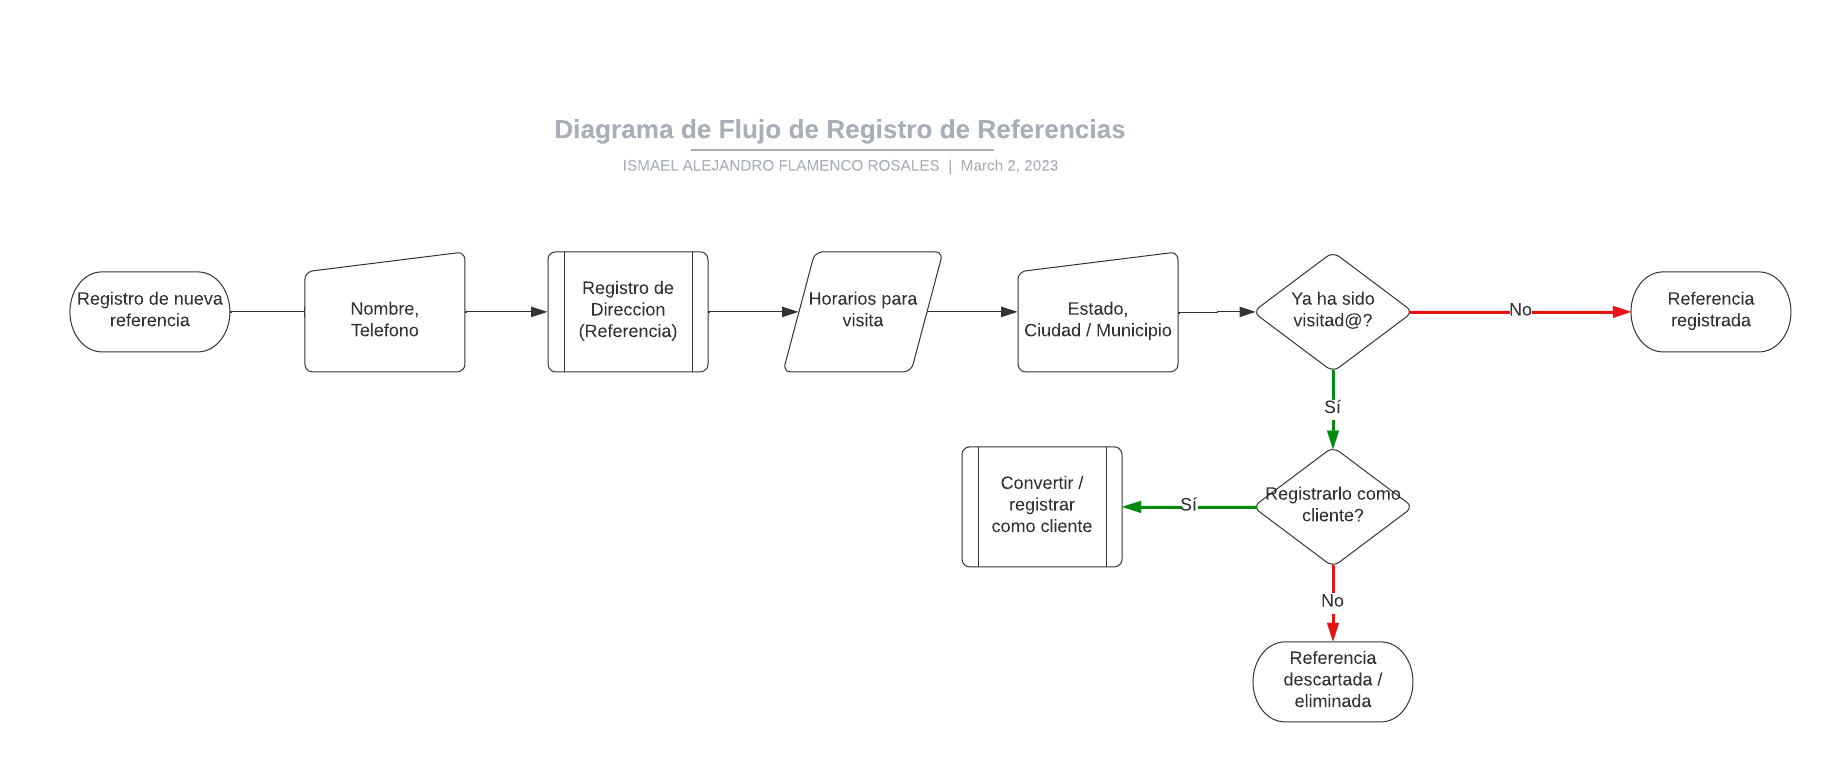 Diagrama de Flujo de Registro de Referencias
ISMAEL ALEJANDRO FLAMENCO ROSALES | March 2, 2023
Registro de nueva
referencia
Nombre,
Telefono
Registro de
Direccion
(Referencia)
Horarios para
visita
Estado,
Ciudad / Municipio
Ya ha sido
visitad@?
No
Referencia
registrada
Sí
Registrarlo como
cliente?
Sí
Convertir /
registrar
como cliente
No
Referencia
descartada /
eliminada